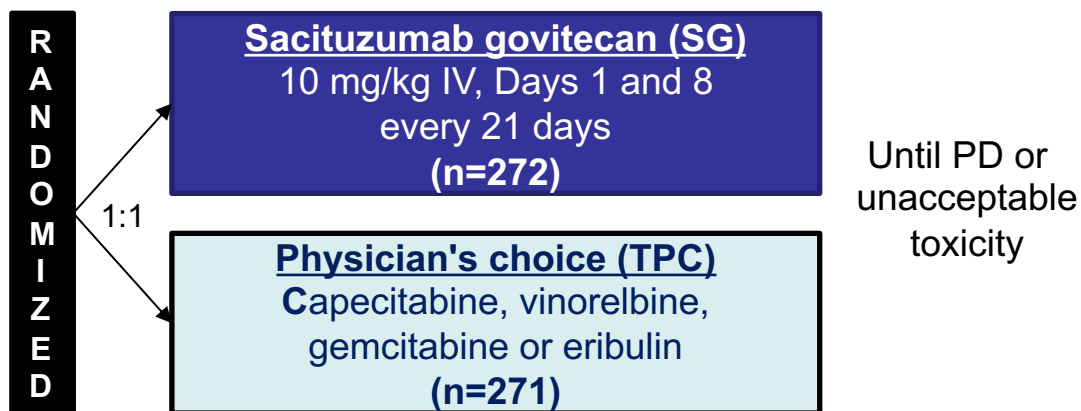 RANDOMIZED
1:1
Sacituzumab govitecan (SG)
10 mg/kg IV, Days 1 and 8
every 21 days
(n=272)
Physician's choice (TPC)
Capecitabine, vinorelbine,
gemcitabine or eribulin
(n=271)
Until PD or
unacceptable
toxicity